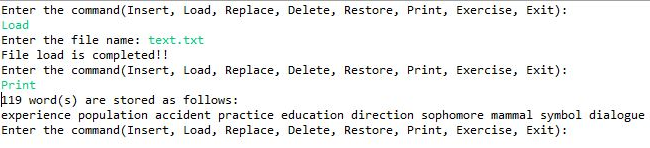 Enter the command(Insert, Load, Replace, Delete, Restore, Print, Exercise, Exit):
Load
Enter the file name: text.txt
File load is completed!!
Enter the command(Insert, Load, Replace, Delete, Restore, Print, Exercise, Exit):
Print
119 word(s) are stored as follows:
experience population accident practice education direction sophomore mammal symbol dialogue
Enter the command(Insert, Load, Replace, Delete, Restore, Print, Exercise, Exit):